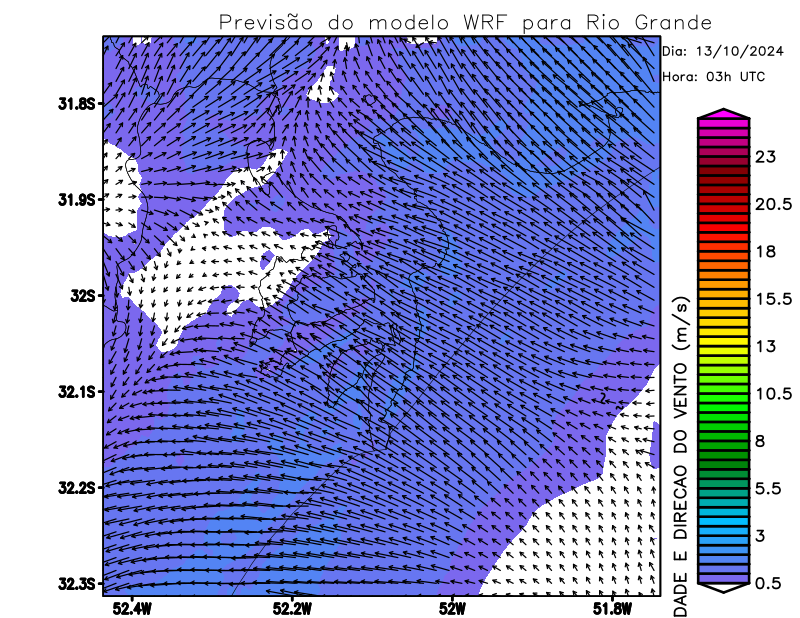 Previsão do modelo WRF para Rio Grande
Dia: 13/10/2024
Hora: 03h UTC
31.8S
31.9S
32S
32.1S
32.2S
32.3S
52.4W
52.2W
52W
51.8W
2
DADE E DIRECAO DO VENTO (m/s)
23
20.5
18
15.5
13
10.5
8
5.5
3
0.5